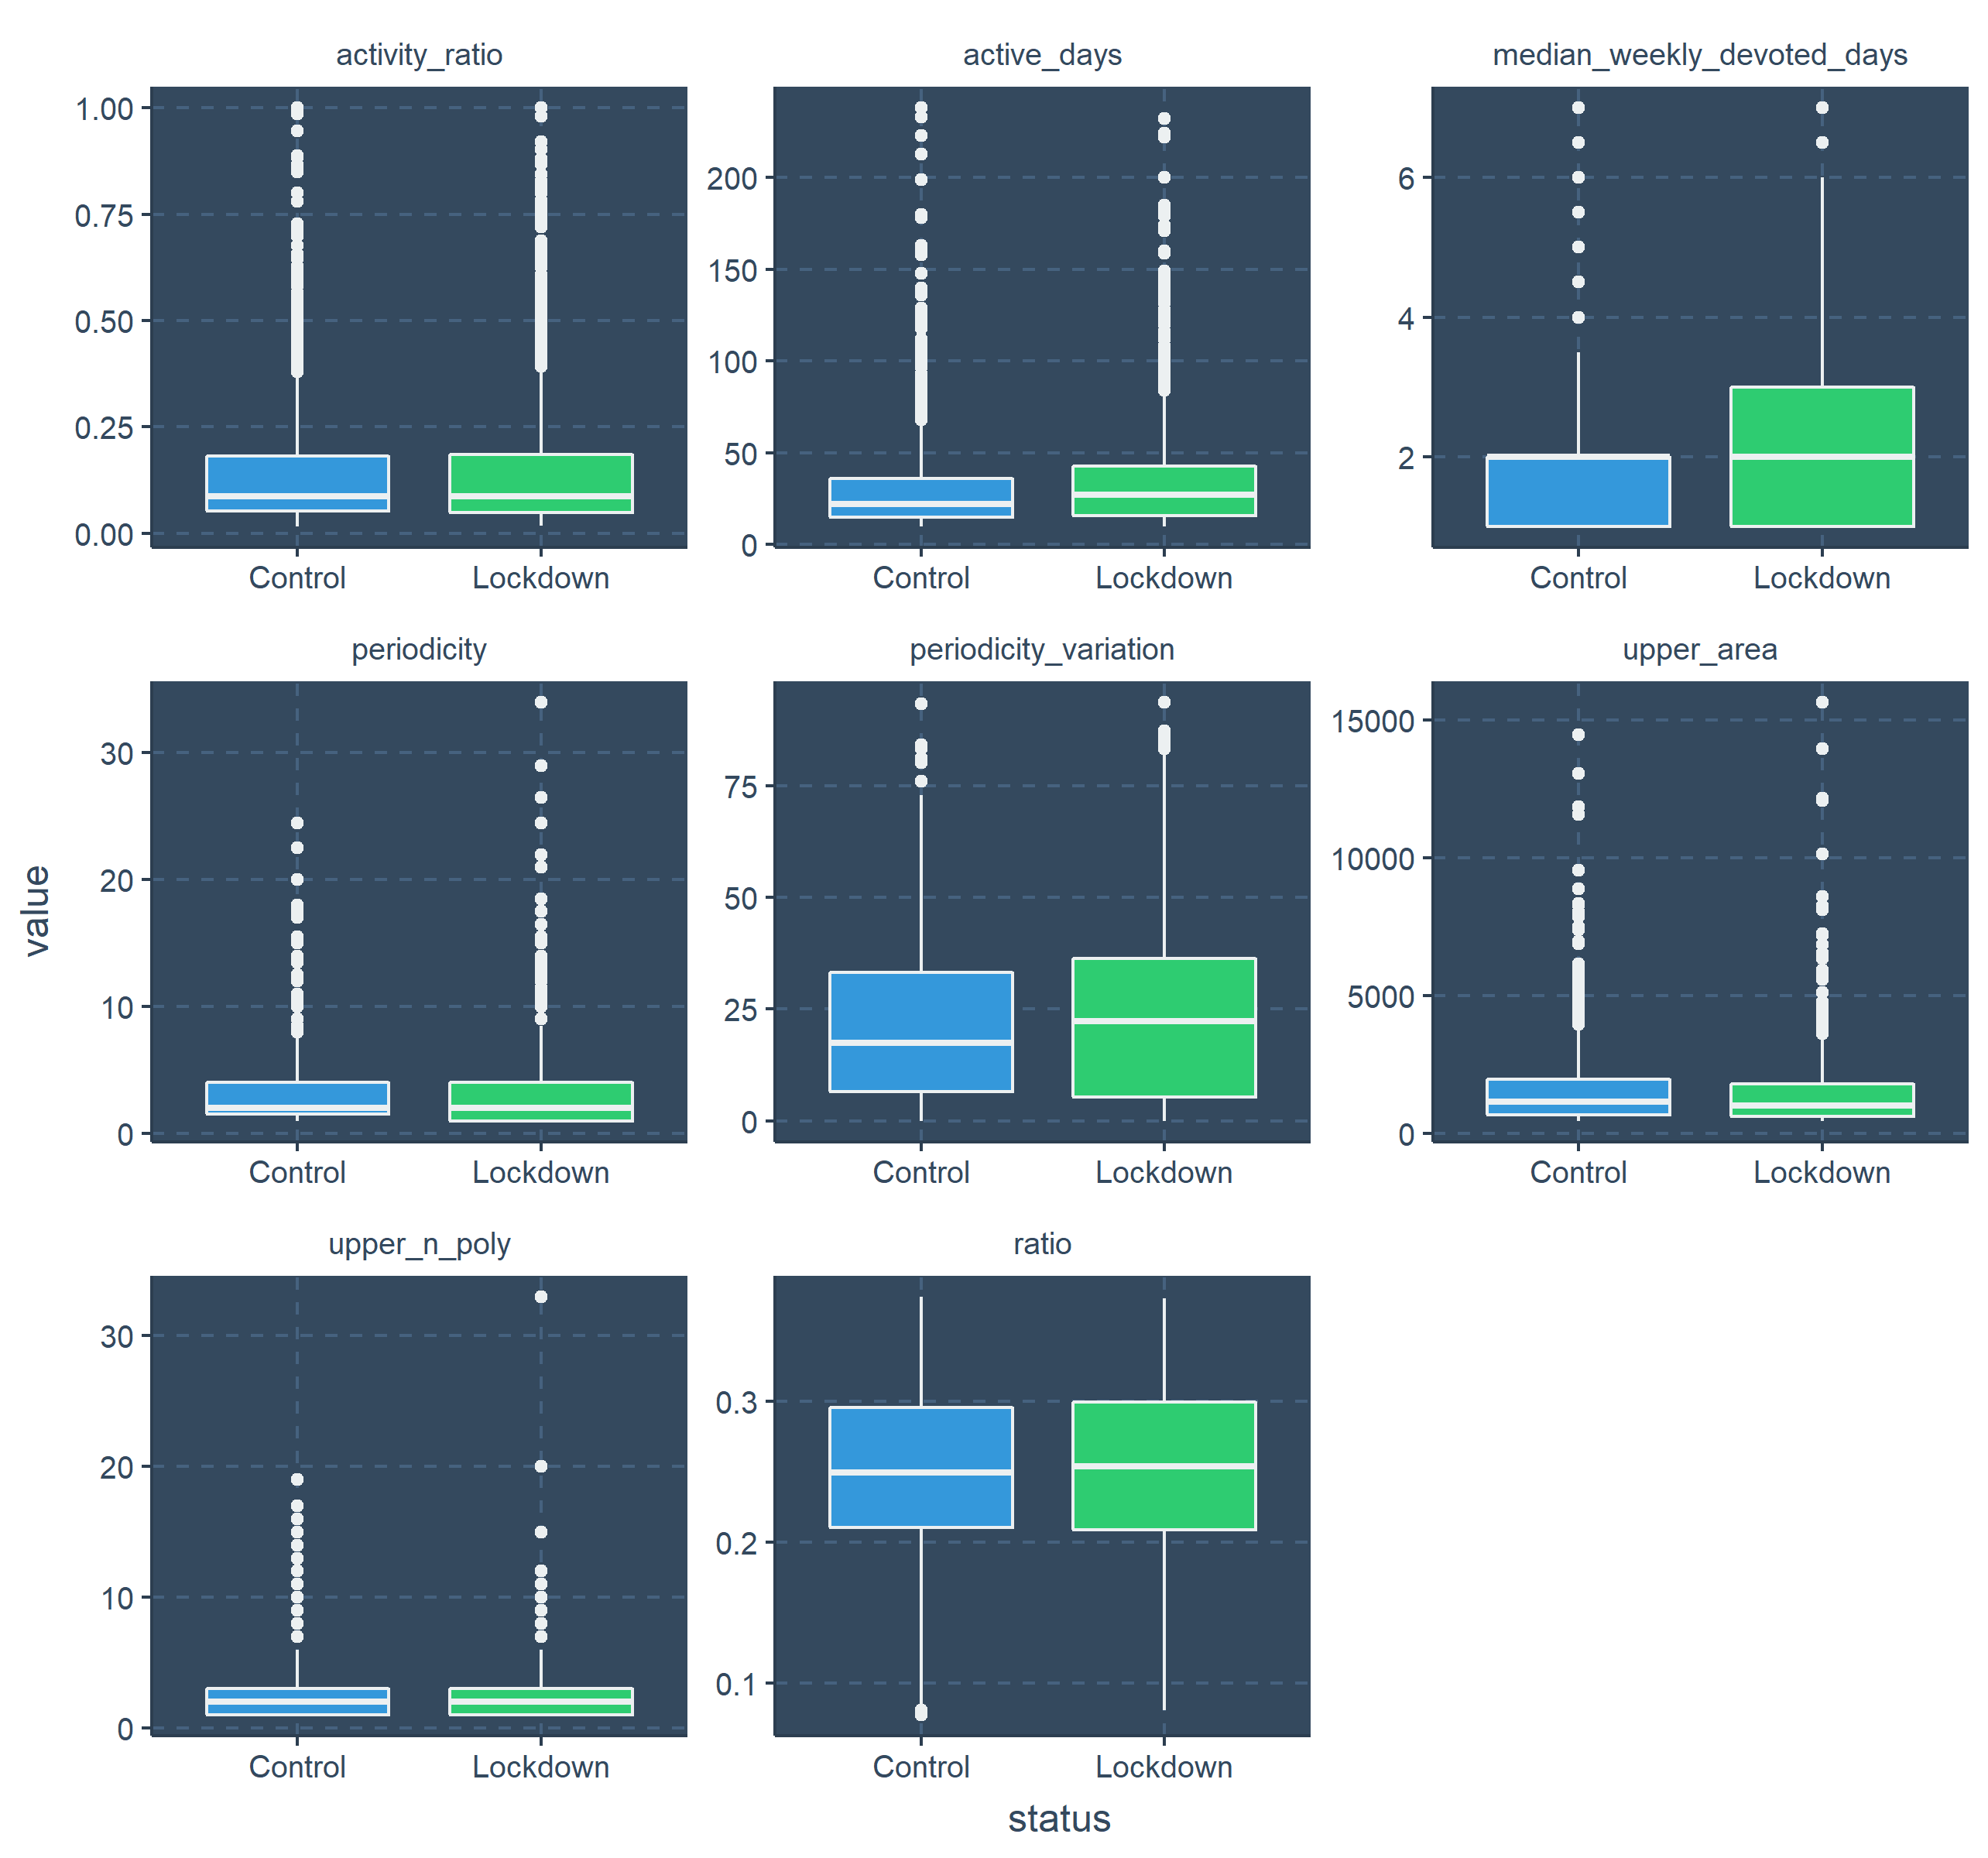 activity_ratio
active_days
median_weekly_devoted_days
1.00
0.75
0.50
0.25
0.00
Control Lockdown
200
150
100
50
0
Control Lockdown
6
4
2
Control Lockdown
periodicity
periodicity_variation
upper_area
value
30
20
10
0
Control Lockdown
75
50
25
0
Control Lockdown
15000
10000
5000
0
Control Lockdown
upper_n_poly
ratio
30
20
10
0
Control Lockdown
0.3
0.2
0.1
Control Lockdown
status